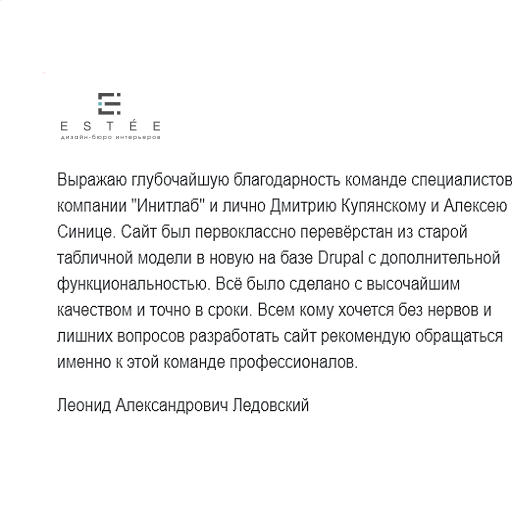 ESTÉE
дизайн-бюро интерьеров
Выражаю глубочайшую благодарность команде специалистов
компании "Инитлаб" и лично Дмитрию Купянскому и Алексею
Синице. Сайт был первоклассно перевёрстан из старой
табличной модели в новую на базе Drupal с дополнительной
функциональностью. Всё было сделано с высочайшим
качеством и точно в сроки. Всем кому хочется без нервов и
лишних вопросов разработать сайт рекомендую обращаться
именно к этой команде профессионалов.
Леонид Александрович Ледовский